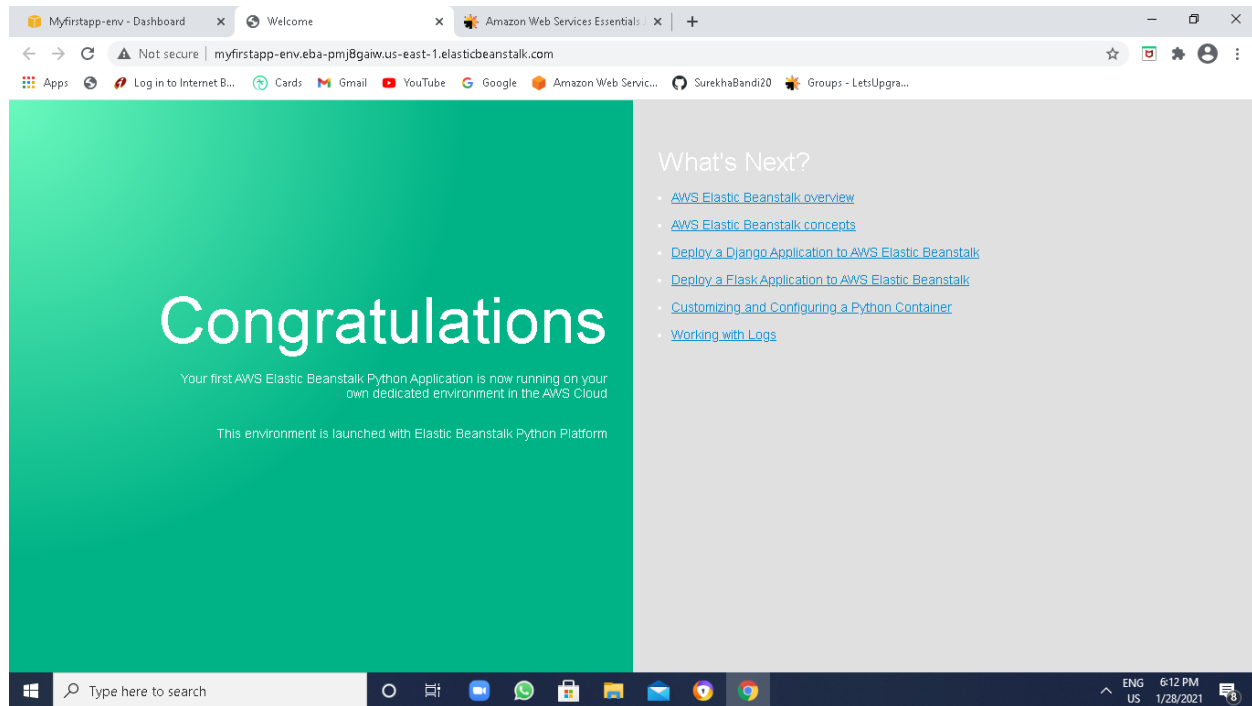 Myfirstapp-env - Dashboard
Welcome
Amazon Web Services Essentials
Not secure
myfirstapp-env.eba-pmj8gaiw.us-east-1.elasticbeanstalk.com
Apps
Log in to Internet B...
Cards
Gmail
YouTube
Google
Amazon Web Servic...
SurekhaBandi20
Groups - LetsUpgra...
Congratulations
Your first AWS Elastic Beanstalk Python Application is now running on your
own dedicated environment in the AWS Cloud
This environment is launched with Elastic Beanstalk Python Platform
What's Next?
AWS Elastic Beanstalk overview
AWS Elastic Beanstalk concepts
Deploy a Django Application to AWS Elastic Beanstalk
Deploy a Flask Application to AWS Elastic Beanstalk
Customizing and Configuring a Python Container
Working with Logs
Type here to search
ENG
US
6:12 PM
1/28/2021
8